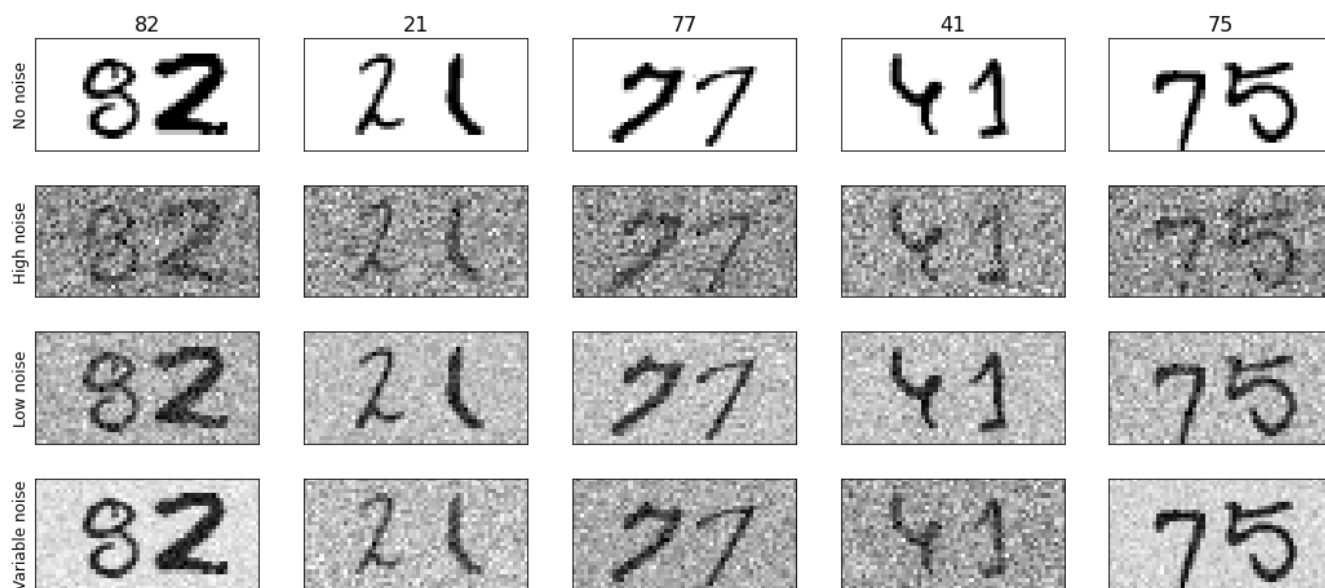 82 21 77 41 75
No noise 82 21 77 41 75
High noise 82 21 77 41 75
Low noise 82 21 77 41 75
Variable noise 82 21 77 41 75